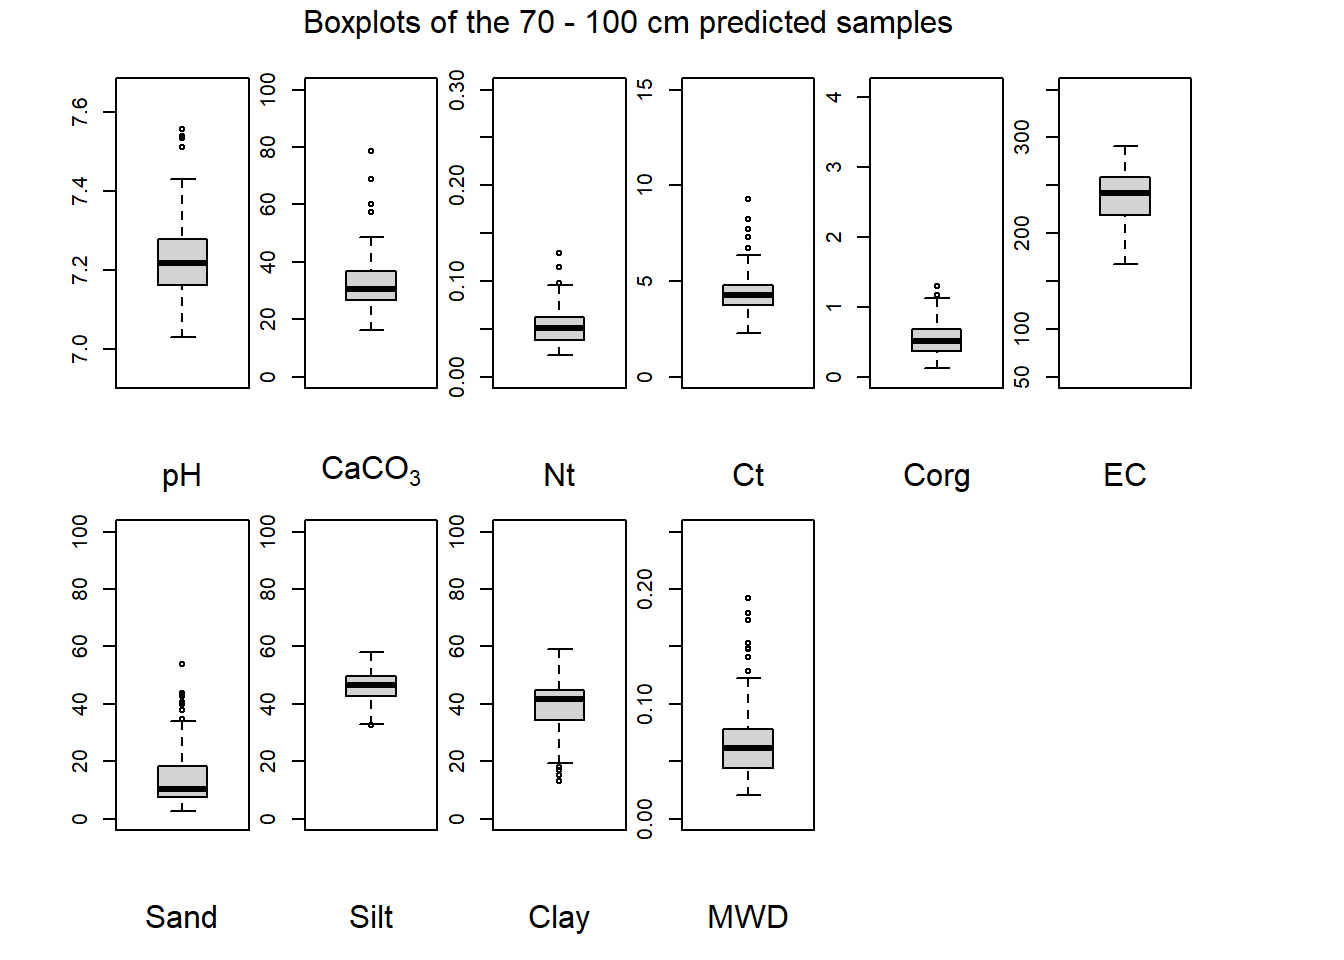 Boxplots of the 70 - 100 cm predicted samples
7.0 7.2 7.4 7.6
0 20 40 60 80 100
0.00 0.10 0.20 0.30
0 5 10 15
0 1 2 3 4
50 100 200 300
pH CaCO₃ Nt Ct Corg EC
0 20 40 60 80 100
0 20 40 60 80 100
0 20 40 60 80 100
0.00 0.10 0.20
Sand Silt Clay MWD